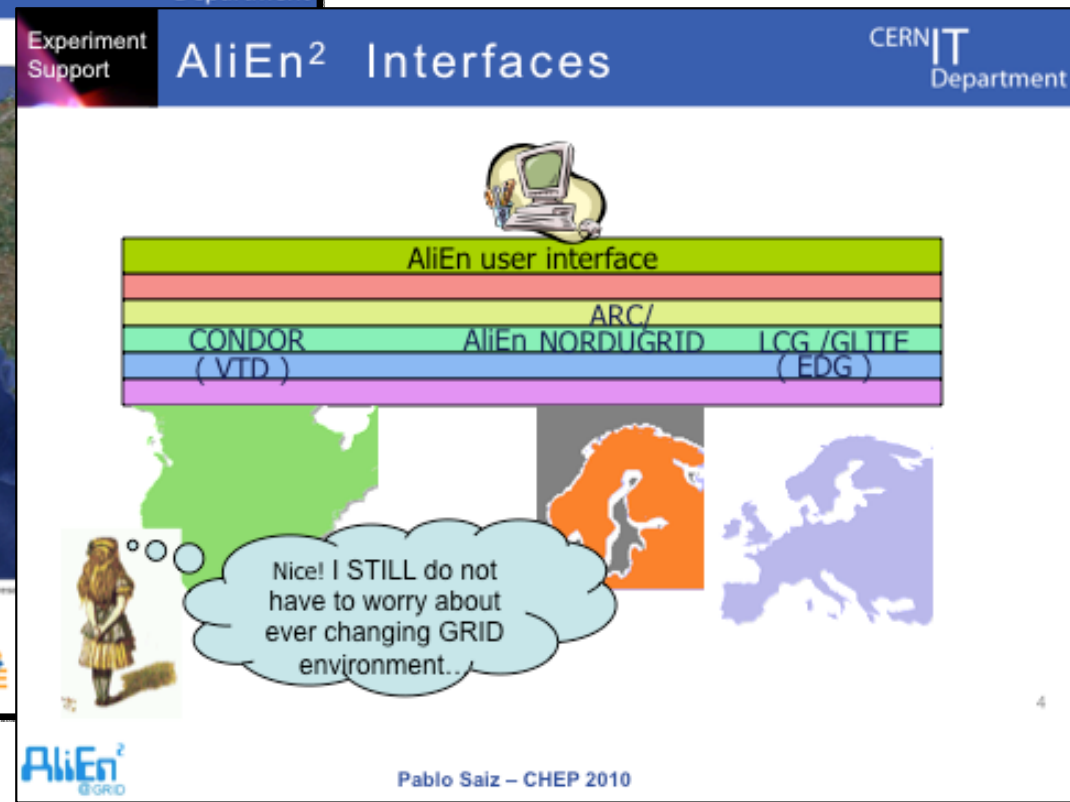 Experiment
Support
AliEn² Interfaces
CERN IT
Department
AliEn user interface
ARC/
CONDOR AliEn NORDUGRID LCG /GLITE
( VTD ) ( EDG )
Nice! I STILL do not
have to worry about
ever changing GRID
environment…
4
AliEn²
@GRID
Pablo Saiz – CHEP 2010